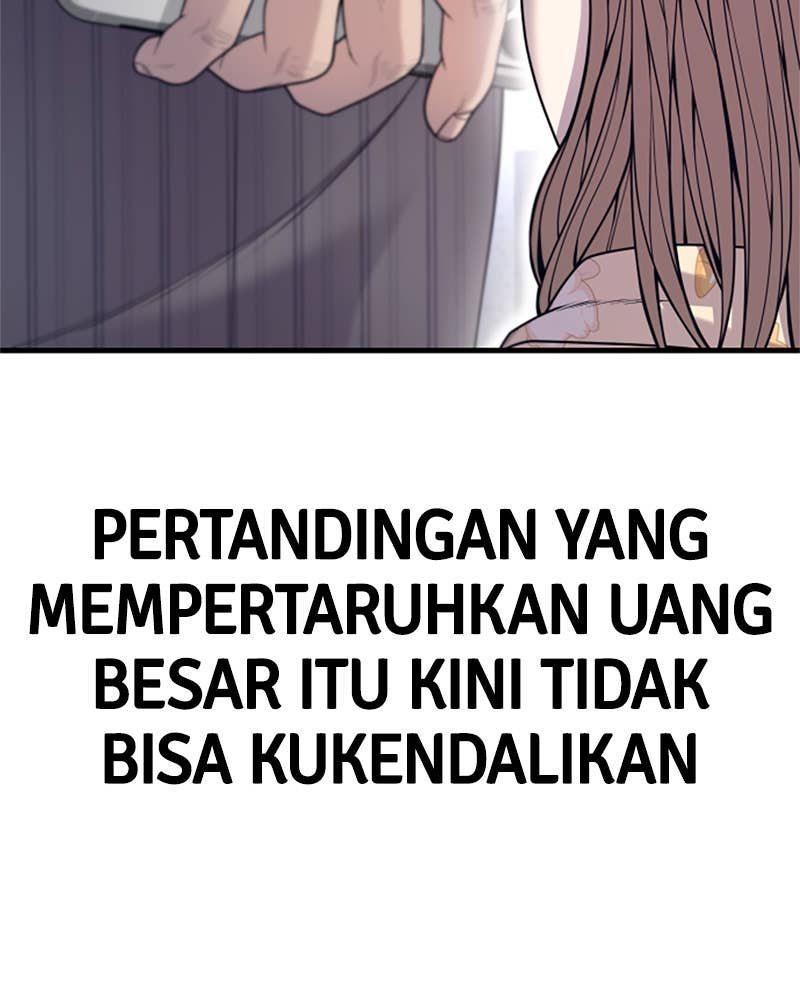 PERTANDINGAN YANG
MEMPERTARUHKAN UANG
BESAR ITU KINI TIDAK
BISA KUKENDALIKAN